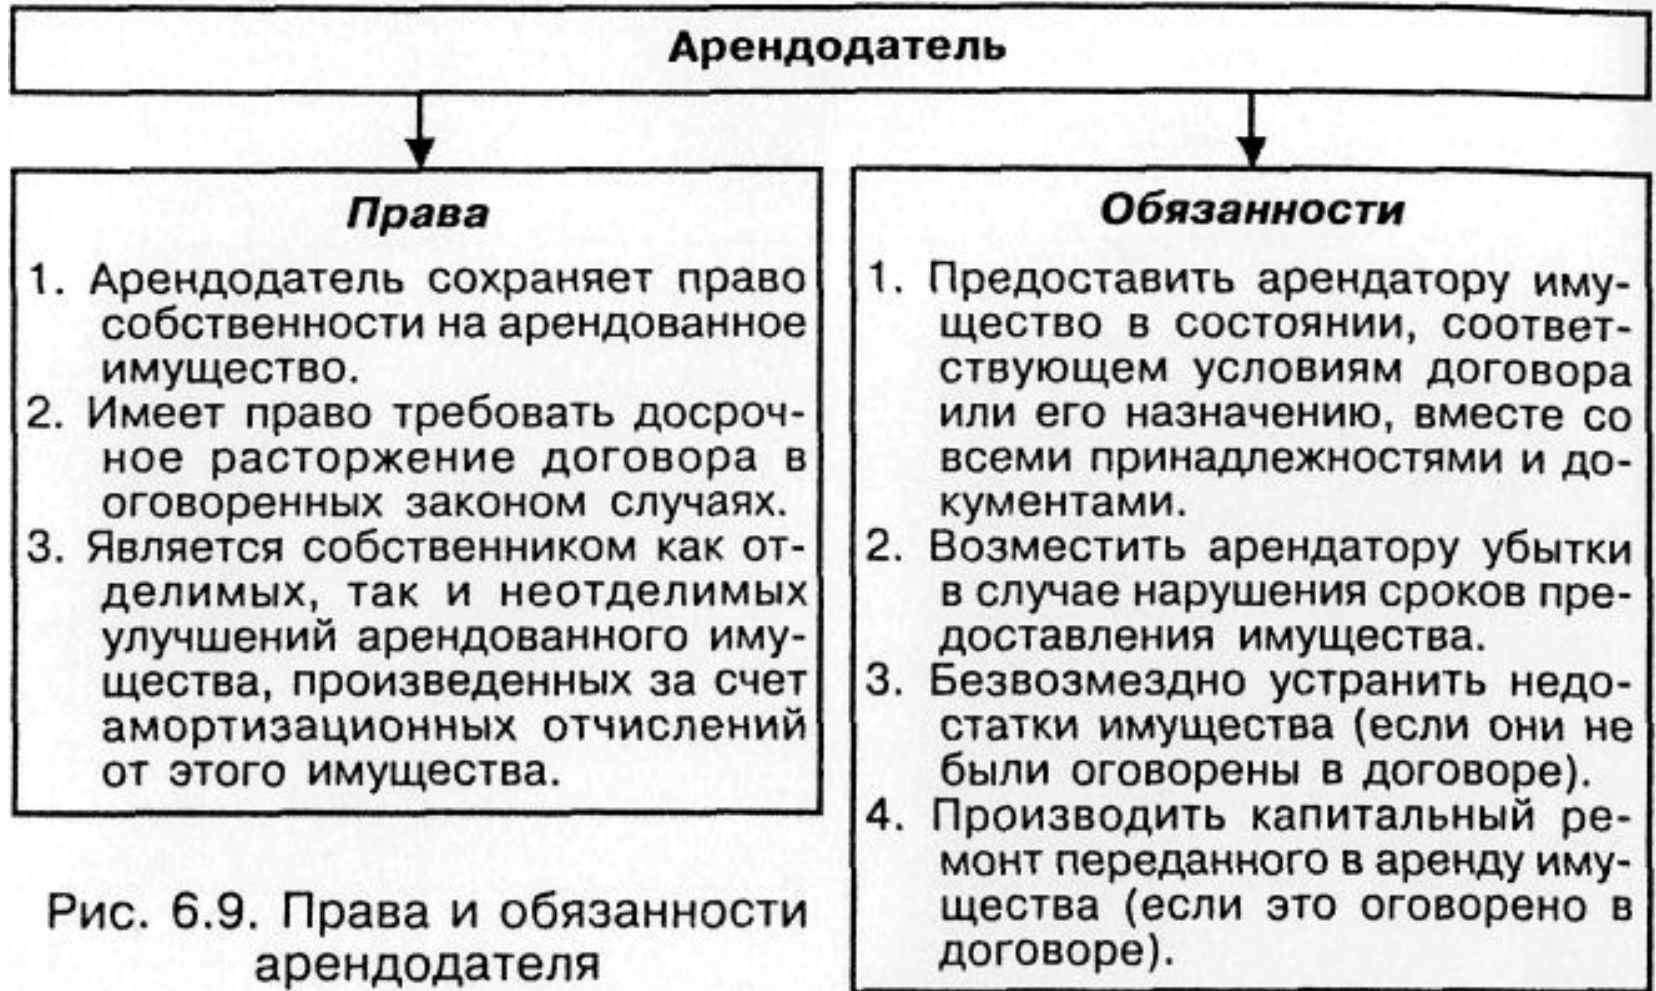 Арендодатель
Права
1. Арендодатель сохраняет право
собственности на арендованное
имущество.
2. Имеет право требовать досроч-
ное расторжение договора в
оговоренных законом случаях.
3. Является собственником как от-
делимых, так и неотделимых
улучшений арендованного иму-
щества, произведенных за счет
амортизационных отчислений
от этого имущества.
Обязанности
1. Предоставить арендатору иму-
щество в состоянии, соответ-
ствующем условиям договора
или его назначению, вместе со
всеми принадлежностями и до-
кументами.
2. Возместить арендатору убытки
в случае нарушения сроков пре-
доставления имущества.
3. Безвозмездно устранить недо-
статки имущества (если они не
были оговорены в договоре).
4. Производить капитальный ре-
монт переданного в аренду иму-
щества (если это оговорено в
договоре).
Рис. 6.9. Права и обязанности
арендодателя